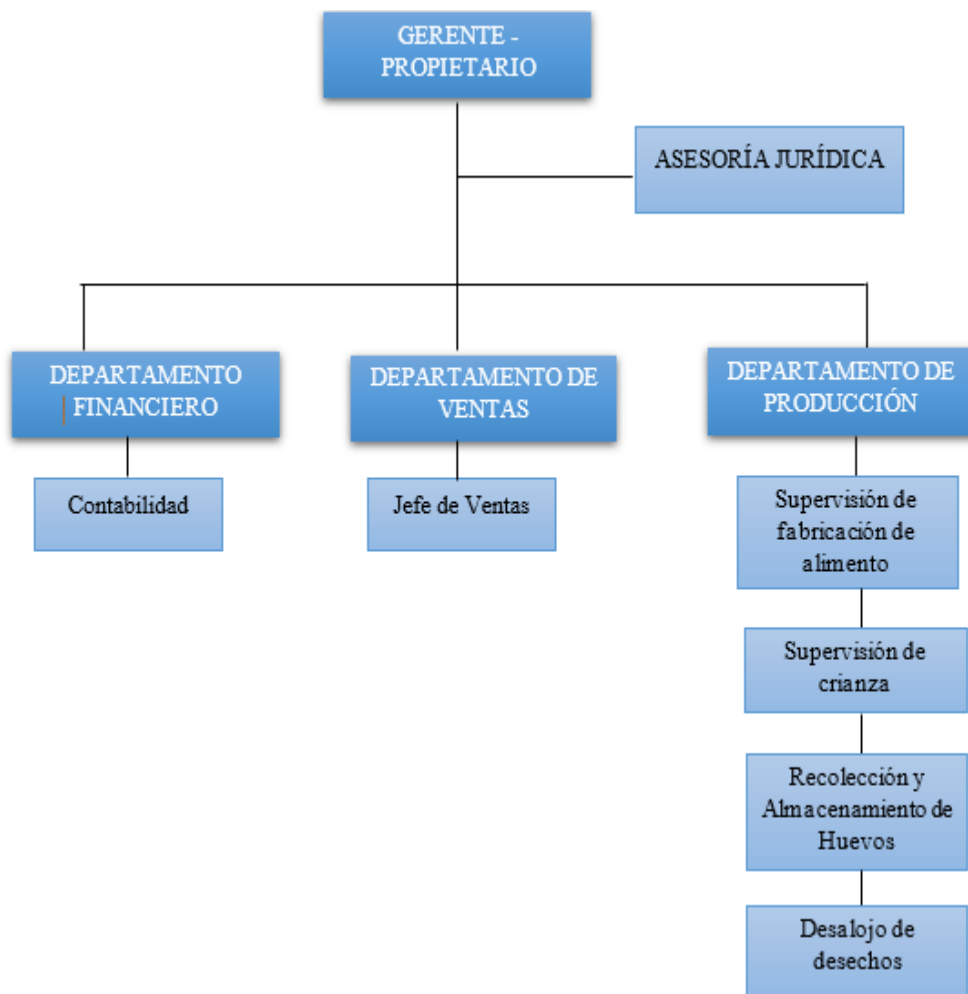 GERENTE -
PROPIETARIO
ASESORÍA JURÍDICA
DEPARTAMENTO
FINANCIERO
DEPARTAMENTO DE
VENTAS
DEPARTAMENTO DE
PRODUCCIÓN
Contabilidad
Jefe de Ventas
Supervisión de
fabricación de
alimento
Supervisión de
crianza
Recolección y
Almacenamiento de
Huevos
Desalojo de
desechos